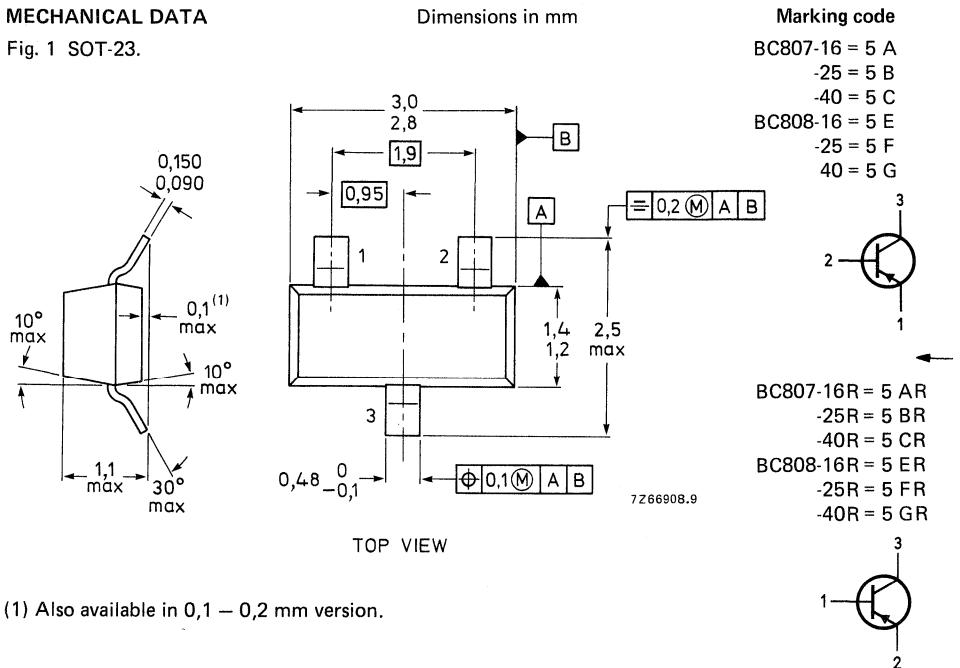 MECHANICAL DATA
Dimensions in mm
Marking code
Fig. 1 SOT-23.
BC807-16 = 5 A
-25 = 5 B
-40 = 5 C
BC808-16 = 5 E
-25 = 5 F
40 = 5 G
3
2
1
3,0
2,8
B
1,9
0,95
A
0,2 Ⓜ A B
1
2
0,150
0,090
0,1(1)
max
10°
max
10°
max
1,1
max
30°
max
1,4
1,2
2,5
max
3
0,48 0
-0,1
⌖ 0,1 Ⓜ A B
7Z66908.9
TOP VIEW
BC807-16R = 5 AR
-25R = 5 BR
-40R = 5 CR
BC808-16R = 5 ER
-25R = 5 FR
-40R = 5 GR
3
1
2
(1) Also available in 0,1 — 0,2 mm version.